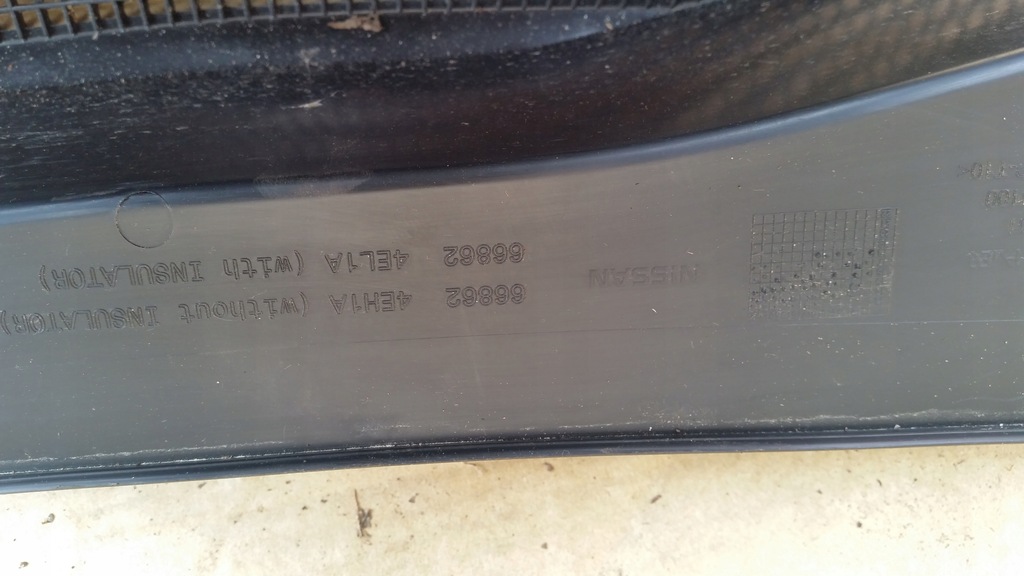 NISSAN
66862 4EH1A (without INSULATOR)
66862 4EL1A (with INSULATOR)